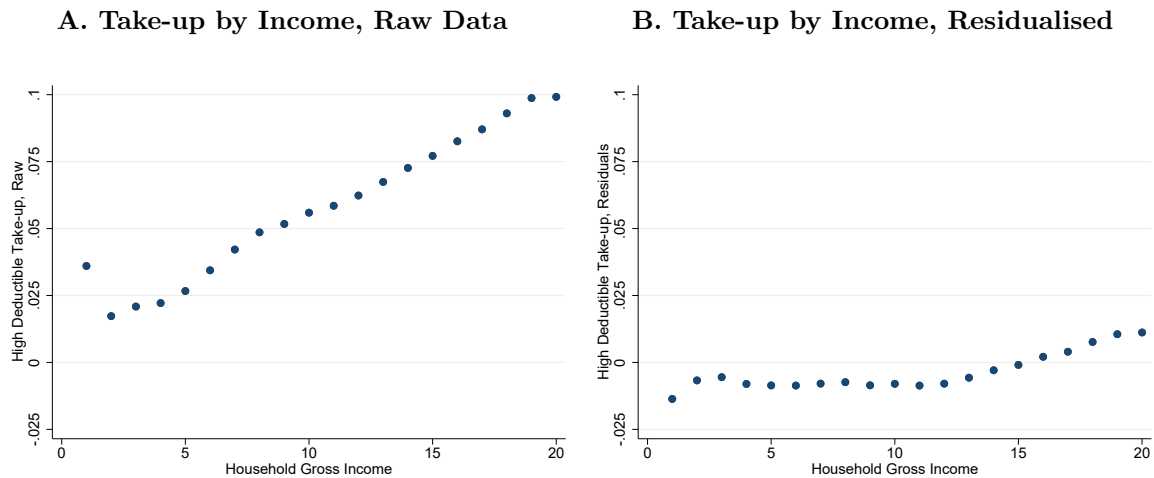 A. Take-up by Income, Raw Data
High Deductible Take-up, Raw
.1
.075
.05
.025
0
-.025
0 5 10 15 20
Household Gross Income
B. Take-up by Income, Residualised
High Deductible Take-up, Residuals
.1
.075
.05
.025
0
-.025
0 5 10 15 20
Household Gross Income